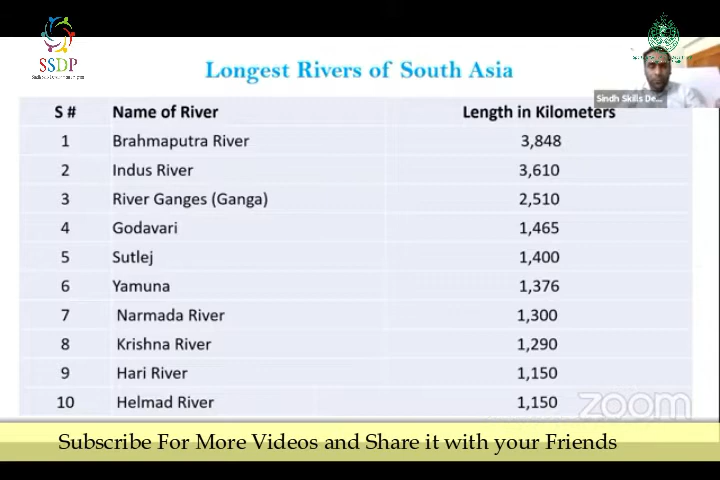 SSDP
Longest Rivers of South Asia
Sindh Skills De...
S # Name of River Length in Kilometers
1 Brahmaputra River 3,848
2 Indus River 3,610
3 River Ganges (Ganga) 2,510
4 Godavari 1,465
5 Sutlej 1,400
6 Yamuna 1,376
7 Narmada River 1,300
8 Krishna River 1,290
9 Hari River 1,150
10 Helmad River 1,150
zoom
Subscribe For More Videos and Share it with your Friends